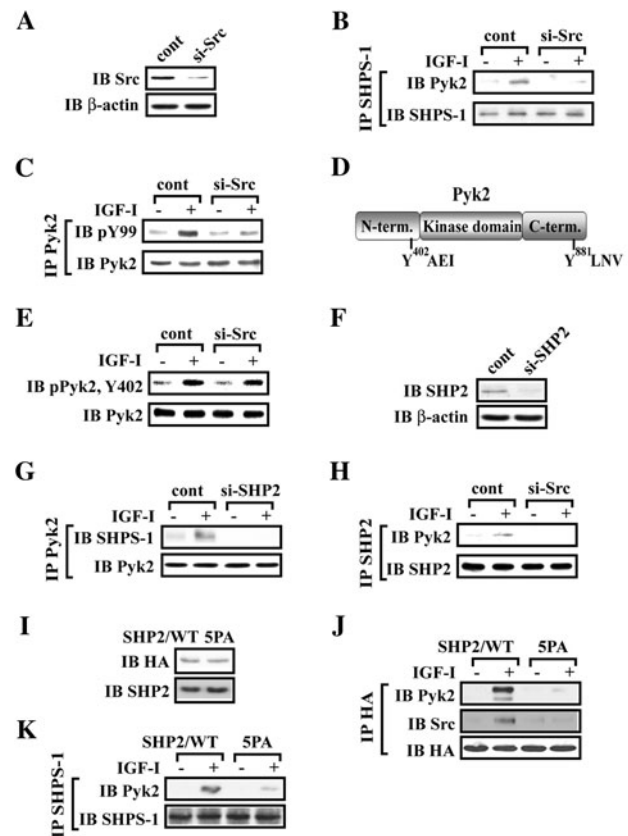 A
cont si-Src
IB Src
IB β-actin
B
cont si-Src
IGF-I - + - +
IP SHPS-1
IB Pyk2
IB SHPS-1
C
cont si-Src
IGF-I - + - +
IP Pyk2
IB pY99
IB Pyk2
D
Pyk2
N-term. Kinase domain C-term.
Y402AEI Y881LNV
E
cont si-Src
IGF-I - + - +
IB pPyk2, Y402
IB Pyk2
F
cont si-SHP2
IB SHP2
IB β-actin
G
cont si-SHP2
IGF-I - + - +
IP Pyk2
IB SHPS-1
IB Pyk2
H
cont si-Src
IGF-I - + - +
IP SHP2
IB Pyk2
IB SHP2
I
SHP2/WT 5PA
IB HA
IB SHP2
J
SHP2/WT 5PA
IGF-I - + - +
IP HA
IB Pyk2
IB Src
IB HA
K
SHP2/WT 5PA
IGF-I - + - +
IP SHPS-1
IB Pyk2
IB SHPS-1